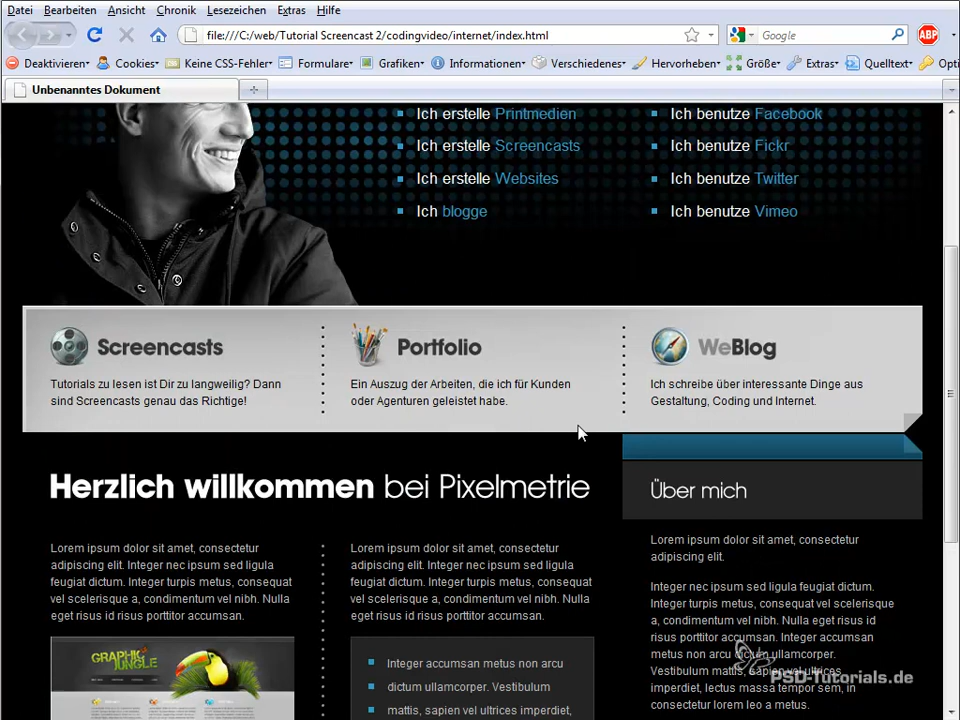 Datei Bearbeiten Ansicht Chronik Lesezeichen Extras Hilfe
file:///C:/web/Tutorial Screencast 2/codingvideo/internet/index.html
Google
ABP
Deaktivieren Cookies Keine CSS-Fehler Formulare Grafiken Informationen Verschiedenes Hervorheben Größe Extras Quelltext Opti
Unbenanntes Dokument
Ich erstelle Printmedien
Ich benutze Facebook
Ich erstelle Screencasts
Ich benutze Fickr
Ich erstelle Websites
Ich benutze Twitter
Ich blogge
Ich benutze Vimeo
Screencasts
Tutorials zu lesen ist Dir zu langweilig? Dann
sind Screencasts genau das Richtige!
Portfolio
Ein Auszug der Arbeiten, die ich für Kunden
oder Agenturen geleistet habe.
WeBlog
Ich schreibe über interessante Dinge aus
Gestaltung, Coding und Internet.
Herzlich willkommen bei Pixelmetrie
Lorem ipsum dolor sit amet, consectetur
adipiscing elit. Integer nec ipsum sed ligula
feugiat dictum. Integer turpis metus, consequat
vel scelerisque a, condimentum vel nibh. Nulla
eget risus id risus porttitor accumsan.
GRAPHIK
JUNGLE
Lorem ipsum dolor sit amet, consectetur
adipiscing elit. Integer nec ipsum sed ligula
feugiat dictum. Integer turpis metus, consequat
vel scelerisque a, condimentum vel nibh. Nulla
eget risus id risus porttitor accumsan.
Integer accumsan metus non arcu
dictum ullamcorper. Vestibulum
mattis, sapien vel ultrices imperdiet,
Über mich
Lorem ipsum dolor sit amet, consectetur
adipiscing elit.
Integer nec ipsum sed ligula feugiat dictum.
Integer turpis metus, consequat vel scelerisque
a, condimentum vel nibh. Nulla eget risus id
risus porttitor accumsan. Integer accumsan
metus non arcu dictum ullamcorper.
Vestibulum mattis, sapien vel ultrices
imperdiet, lectus massa tempor sem, in
consectetur lorem leo a metus.
PSD-Tutorials.de